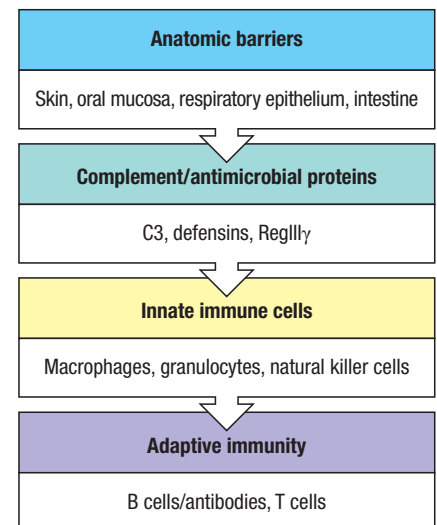 Anatomic barriers
Skin, oral mucosa, respiratory epithelium, intestine
Complement/antimicrobial proteins
C3, defensins, RegIIIγ
Innate immune cells
Macrophages, granulocytes, natural killer cells
Adaptive immunity
B cells/antibodies, T cells